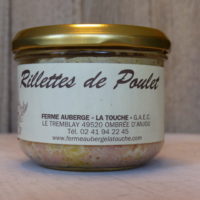 Rillettes de Poulet
FERME AUBERGE - LA TOUCHE - G.A.E.C.
LE TREMBLAY 49520 OMBRÉE D'ANJOU
Tél. 02 41 94 22 45
www.fermeaubergelatouche.com